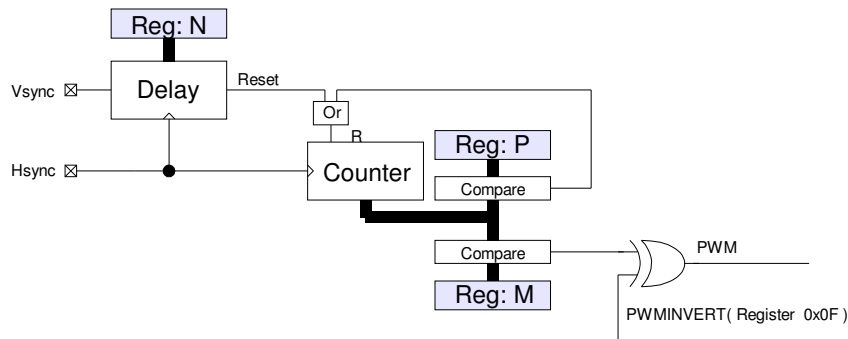 Reg: N
Vsync
Delay
Reset
Or
R
Hsync
Counter
Reg: P
Compare
Compare
PWM
Reg: M
PWMINVERT( Register 0x0F )